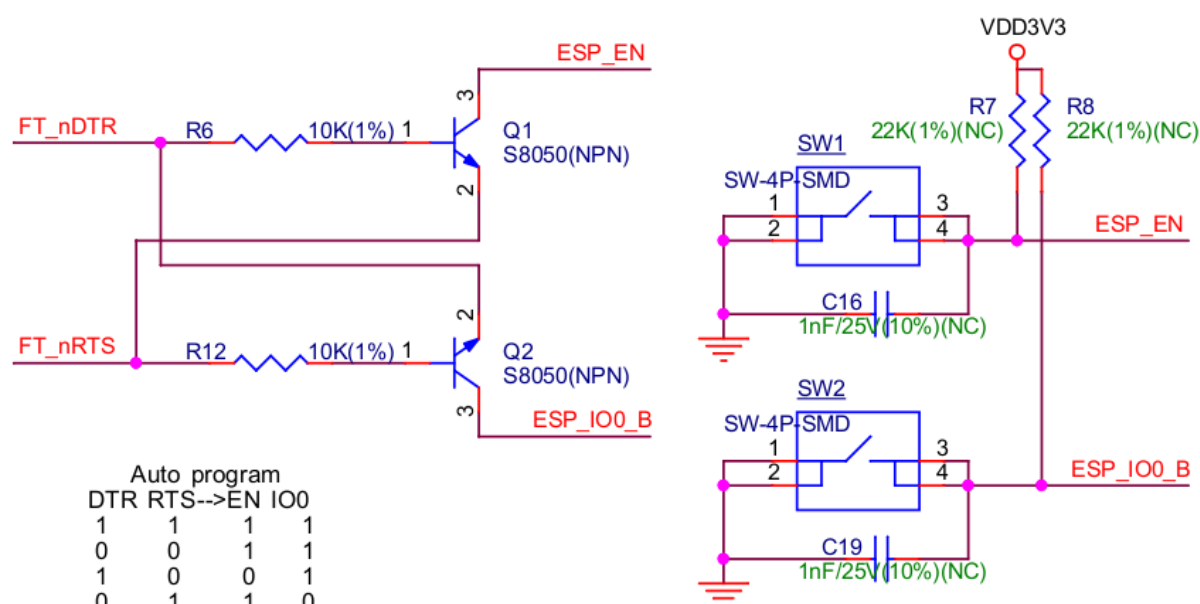 ESP_EN
3
FT_nDTR
R6
10K(1%)
1
Q1
S8050(NPN)
2
2
FT_nRTS
R12
10K(1%)
1
Q2
S8050(NPN)
3
ESP_IO0_B
Auto program
DTR RTS-->EN IO0
1 1 1 1
0 0 1 1
1 0 0 1
0 1 1 0
VDD3V3
R7
22K(1%)(NC)
R8
22K(1%)(NC)
SW1
SW-4P-SMD
1
2
3
4
ESP_EN
C16
1nF/25V(10%)(NC)
SW2
SW-4P-SMD
1
2
3
4
ESP_IO0_B
C19
1nF/25V(10%)(NC)